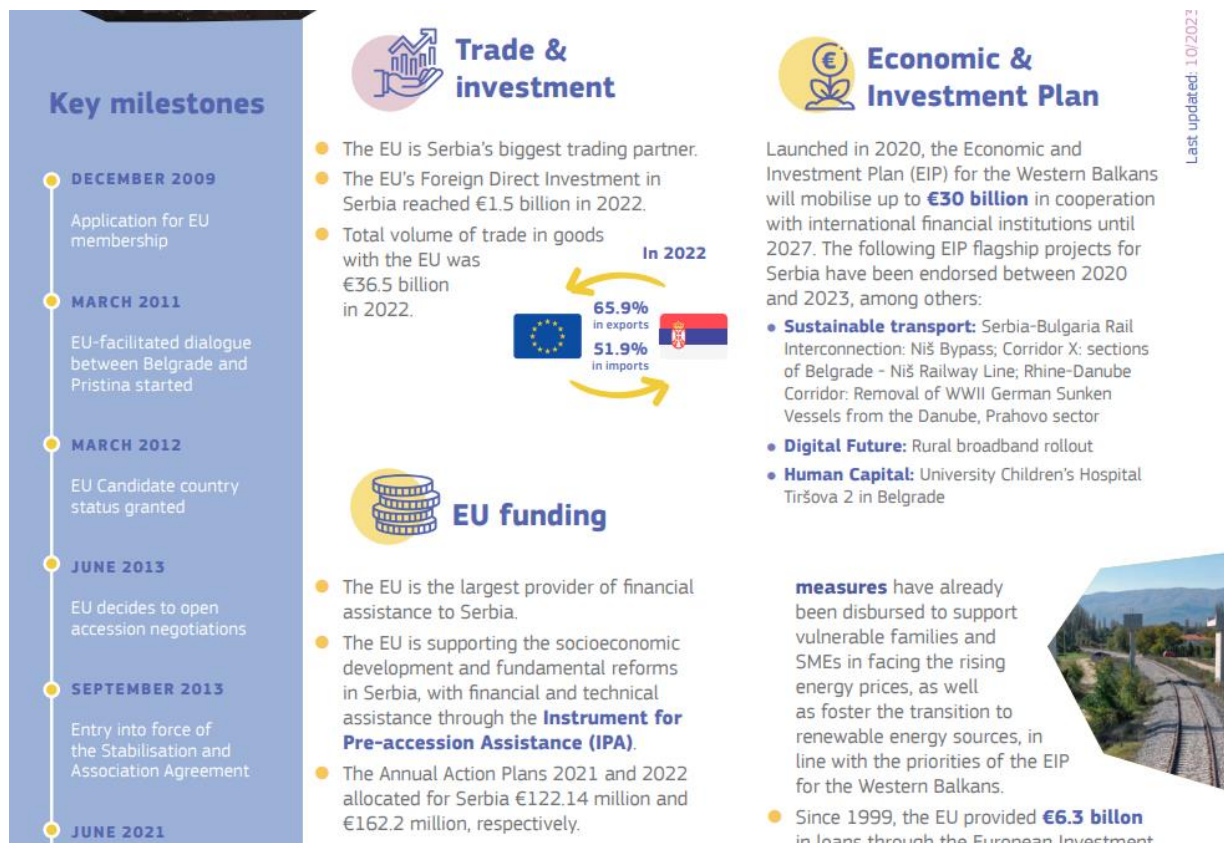 Key milestones
DECEMBER 2009
Application for EU
membership
MARCH 2011
EU-facilitated dialogue
between Belgrade and
Pristina started
MARCH 2012
EU Candidate country
status granted
JUNE 2013
EU decides to open
accession negotiations
SEPTEMBER 2013
Entry into force of
the Stabilisation and
Association Agreement
JUNE 2021
Trade &
investment
The EU is Serbia's biggest trading partner.
The EU's Foreign Direct Investment in
Serbia reached €1.5 billion in 2022.
Total volume of trade in goods
with the EU was
€36.5 billion
in 2022.
In 2022
65.9%
in exports
51.9%
in imports
EU funding
The EU is the largest provider of financial
assistance to Serbia.
The EU is supporting the socioeconomic
development and fundamental reforms
in Serbia, with financial and technical
assistance through the Instrument for
Pre-accession Assistance (IPA).
The Annual Action Plans 2021 and 2022
allocated for Serbia €122.14 million and
€162.2 million, respectively.
€
Economic &
Investment Plan
Launched in 2020, the Economic and
Investment Plan (EIP) for the Western Balkans
will mobilise up to €30 billion in cooperation
with international financial institutions until
2027. The following EIP flagship projects for
Serbia have been endorsed between 2020
and 2023, among others:
• Sustainable transport: Serbia-Bulgaria Rail
Interconnection: Niš Bypass; Corridor X: sections
of Belgrade - Niš Railway Line; Rhine-Danube
Corridor: Removal of WWII German Sunken
Vessels from the Danube, Prahovo sector
• Digital Future: Rural broadband rollout
• Human Capital: University Children's Hospital
Tiršova 2 in Belgrade
measures have already
been disbursed to support
vulnerable families and
SMEs in facing the rising
energy prices, as well
as foster the transition to
renewable energy sources, in
line with the priorities of the EIP
for the Western Balkans.
Since 1999, the EU provided €6.3 billon
in loans through the European Investment
Last updated: 10/2023